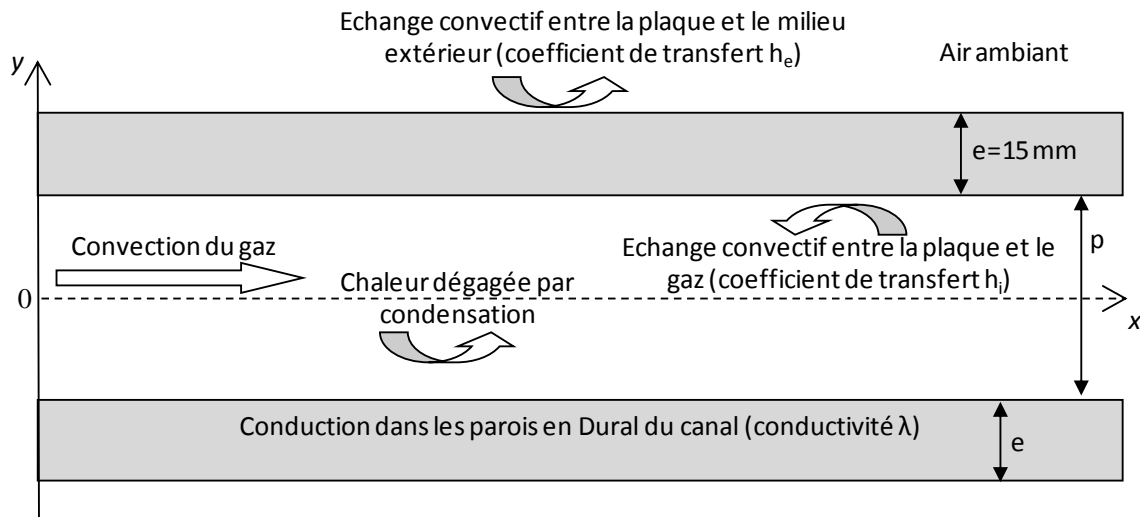 Echange convectif entre la plaque et le milieu
extérieur (coefficient de transfert he)
Air ambiant
y
e=15 mm
Convection du gaz
Echange convectif entre la plaque et le
gaz (coefficient de transfert hi)
p
Chaleur dégagée par
condensation
0
x
Conduction dans les parois en Dural du canal (conductivité λ)
e